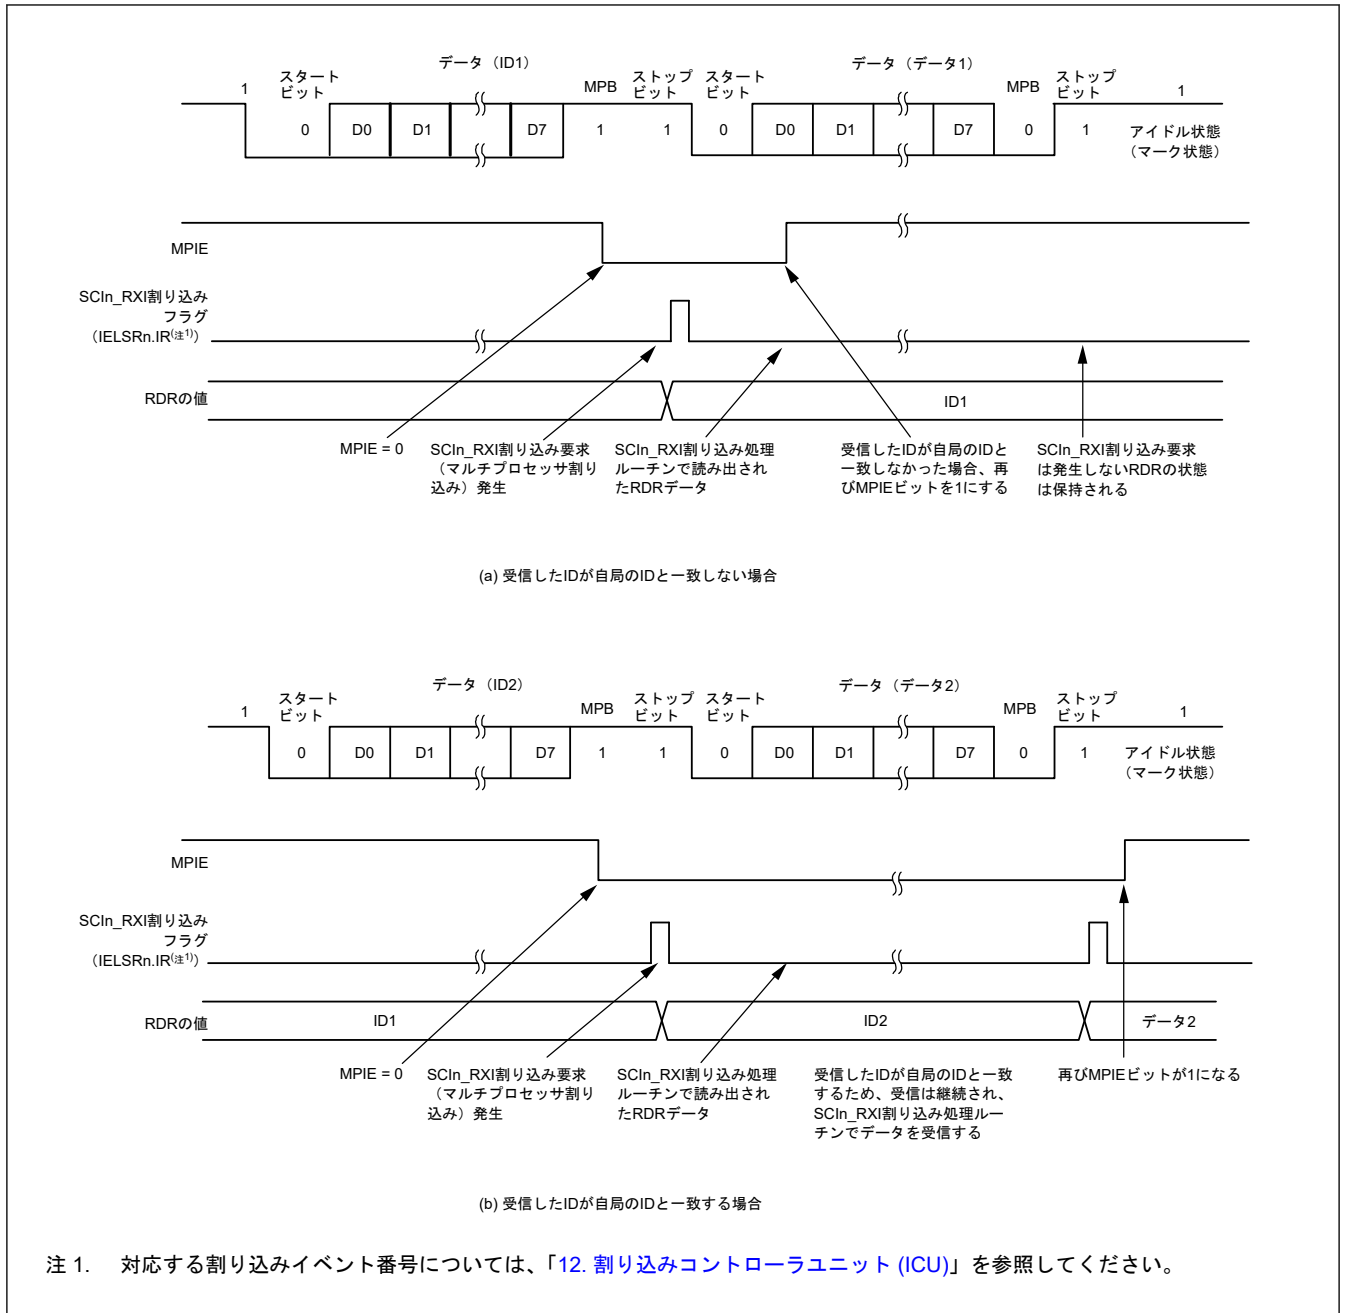 データ（ID1）
データ（データ1）
スタート
ビット
MPB
ストップ
ビット
スタート
ビット
MPB
ストップ
ビット
1
1
0
D0
D1
D7
1
1
0
D0
D1
D7
0
1
アイドル状態
（マーク状態）
MPIE
SCIn_RXI割り込み
フラグ
（IELSRn.IR(注1)）
RDRの値
ID1
MPIE = 0
SCIn_RXI割り込み要求
（マルチプロセッサ割り
込み）発生
SCIn_RXI割り込み処理
ルーチンで読み出され
たRDRデータ
受信したIDが自局のIDと
一致しなかった場合、再
びMPIEビットを1にする
SCIn_RXI割り込み要求
は発生しないRDRの状態
は保持される
(a) 受信したIDが自局のIDと一致しない場合
データ（ID2）
データ（データ2）
スタート
ビット
MPB
ストップ
ビット
スタート
ビット
MPB
ストップ
ビット
1
1
0
D0
D1
D7
1
1
0
D0
D1
D7
0
1
アイドル状態
（マーク状態）
MPIE
SCIn_RXI割り込み
フラグ
（IELSRn.IR(注1)）
RDRの値
ID1
ID2
データ2
MPIE = 0
SCIn_RXI割り込み要求
（マルチプロセッサ割り
込み）発生
SCIn_RXI割り込み処理
ルーチンで読み出され
たRDRデータ
受信したIDが自局のIDと一致
するため、受信は継続され、
SCIn_RXI割り込み処理ルー
チンでデータを受信する
再びMPIEビットが1になる
(b) 受信したIDが自局のIDと一致する場合
注 1. 対応する割り込みイベント番号については、「12. 割り込みコントローラユニット (ICU)」を参照してください。